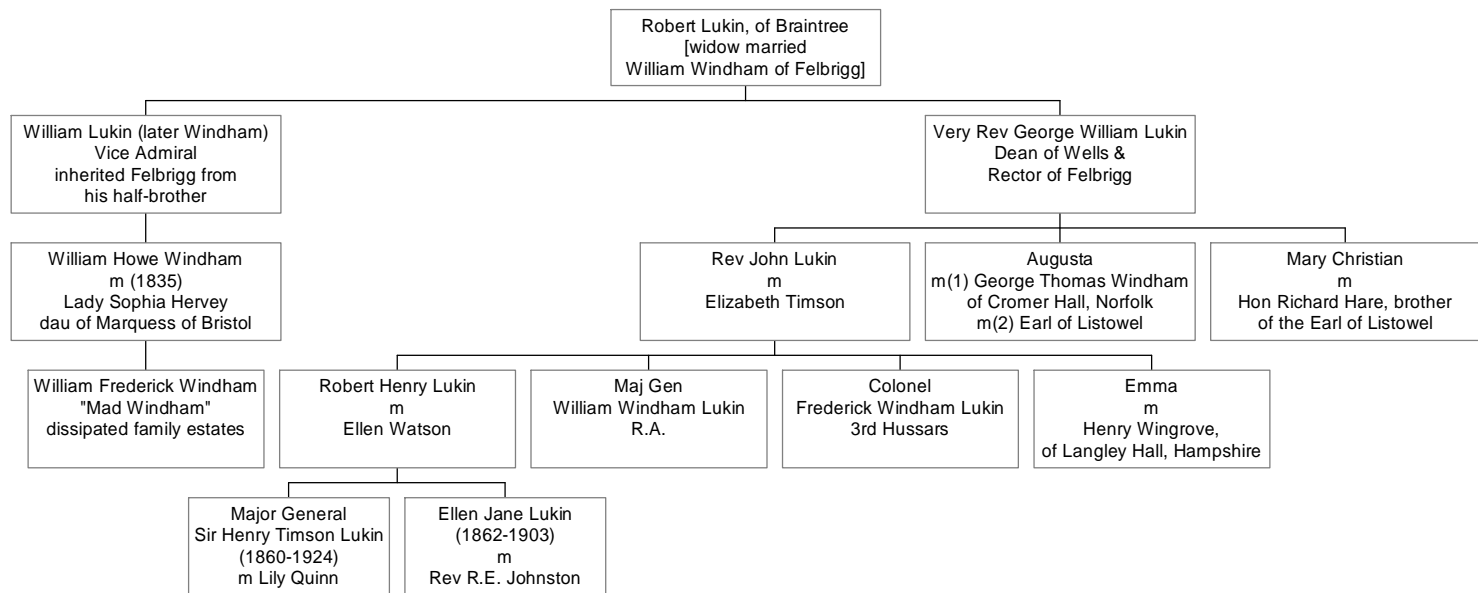 Robert Lukin, of Braintree
[widow married
William Windham of Felbrigg]
William Lukin (later Windham)
Vice Admiral
inherited Felbrigg from
his half-brother
Very Rev George William Lukin
Dean of Wells &
Rector of Felbrigg
William Howe Windham
m (1835)
Lady Sophia Hervey
dau of Marquess of Bristol
Rev John Lukin
m
Elizabeth Timson
Augusta
m(1) George Thomas Windham
of Cromer Hall, Norfolk
m(2) Earl of Listowel
Mary Christian
m
Hon Richard Hare, brother
of the Earl of Listowel
William Frederick Windham
"Mad Windham"
dissipated family estates
Robert Henry Lukin
m
Ellen Watson
Maj Gen
William Windham Lukin
R.A.
Colonel
Frederick Windham Lukin
3rd Hussars
Emma
m
Henry Wingrove,
of Langley Hall, Hampshire
Major General
Sir Henry Timson Lukin
(1860-1924)
m Lily Quinn
Ellen Jane Lukin
(1862-1903)
m
Rev R.E. Johnston